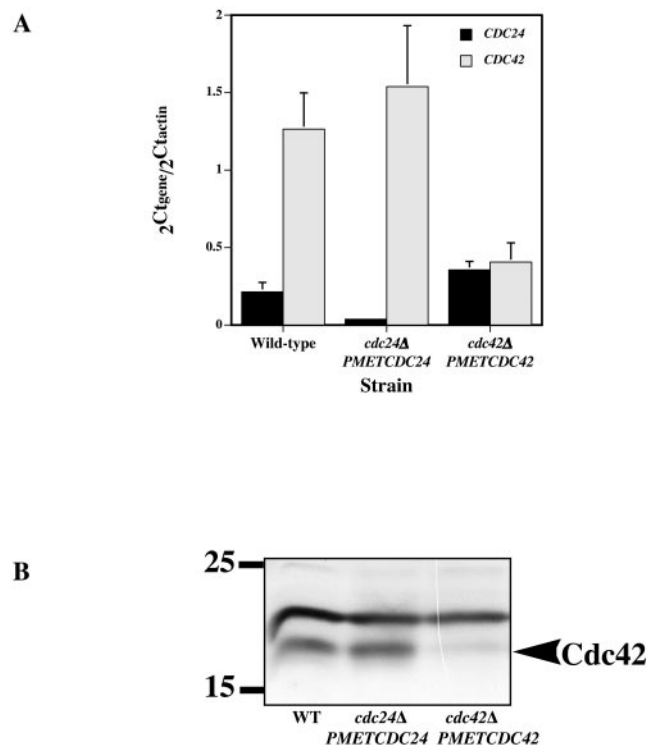 A
2
CDC24
CDC42
1.5
2Ctgene/2Ctactin
1
0.5
0
Wild-type
cdc24Δ
PMETCDC24
cdc42Δ
PMETCDC42
Strain
B
25
Cdc42
15
WT
cdc24Δ
PMETCDC24
cdc42Δ
PMETCDC42